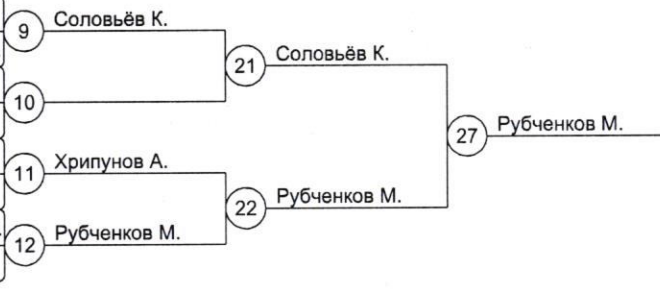 9 Соловьёв К.
21 Соловьёв К.
10
27 Рубченков М.
11 Хрипунов А.
22 Рубченков М.
12 Рубченков М.